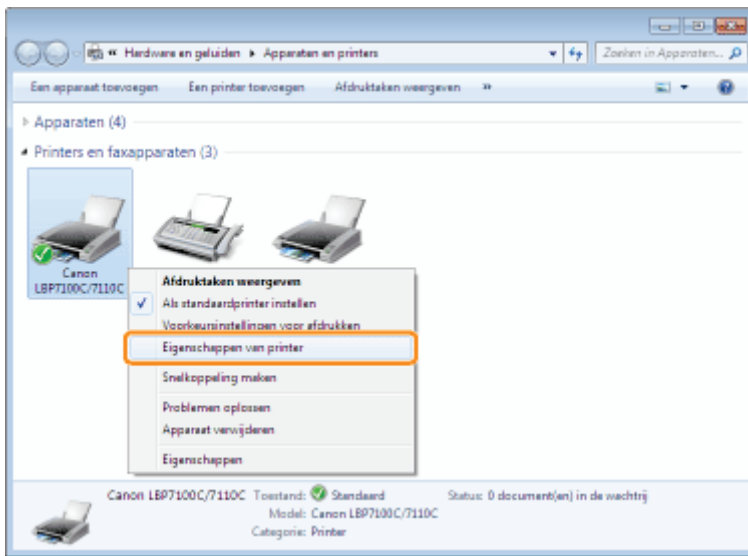 « Hardware en geluiden ▸ Apparaten en printers
Zoeken in Apparaten...
Een apparaat toevoegen Een printer toevoegen Afdruktaken weergeven »
Apparaten (4)
Printers en faxapparaten (3)
Canon
LBP7100C/7110C
Afdruktaken weergeven
Als standaardprinter instellen
Voorkeursinstellingen voor afdrukken
Eigenschappen van printer
Snelkoppeling maken
Problemen oplossen
Apparaat verwijderen
Eigenschappen
Canon LBP7100C/7110C Toestand: Standaard Status: 0 document(en) in de wachtrij
Model: Canon LBP7100C/7110C
Categorie: Printer